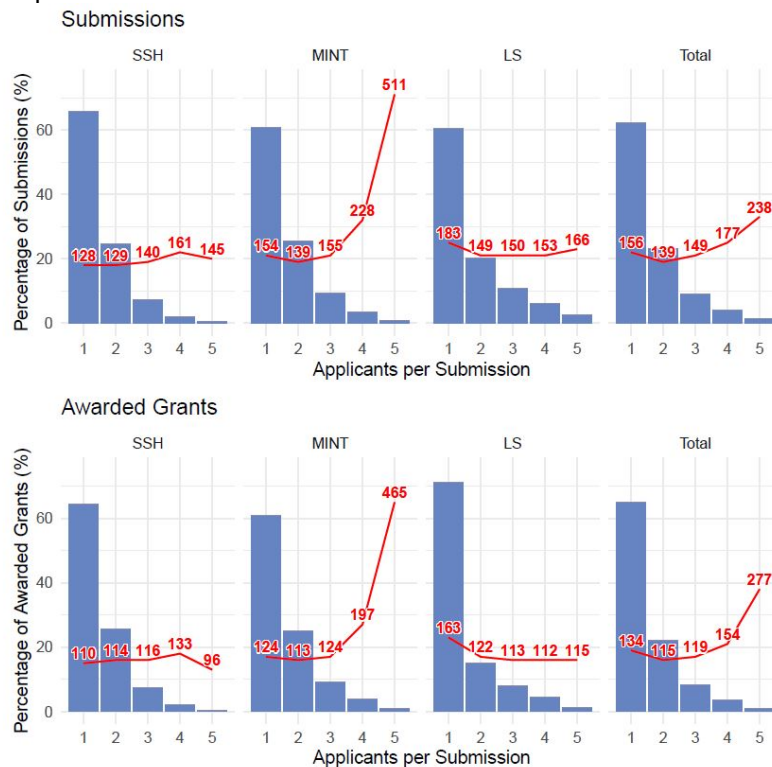 Submissions
SSH MINT LS Total
Percentage of Submissions (%)
60
40
20
0
128 129 140 161 145
154 139 155 228 511
183 149 150 153 166
156 139 149 177 238
1 2 3 4 5 1 2 3 4 5 1 2 3 4 5 1 2 3 4 5
Applicants per Submission
Awarded Grants
SSH MINT LS Total
Percentage of Awarded Grants (%)
60
40
20
0
110 114 116 133 96
124 113 124 197 465
163 122 113 112 115
134 115 119 154 277
1 2 3 4 5 1 2 3 4 5 1 2 3 4 5 1 2 3 4 5
Applicants per Submission